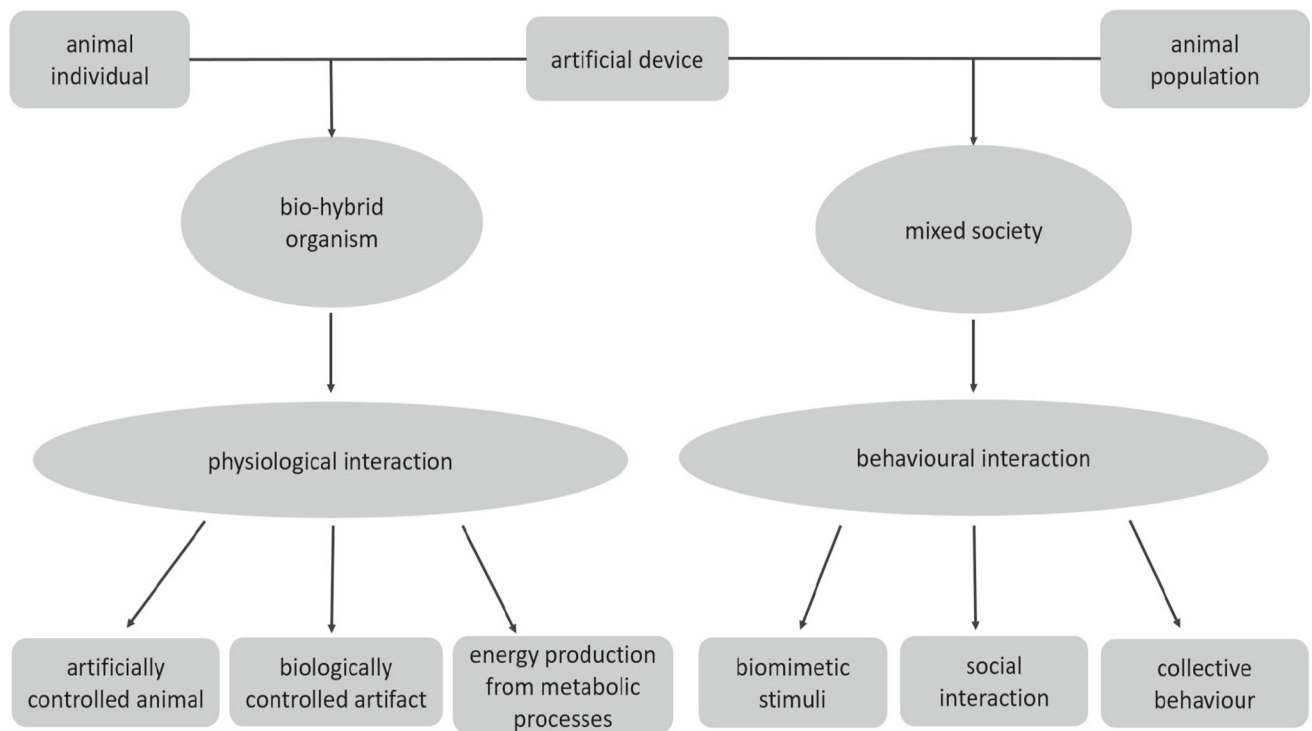 animal
individual
artificial device
animal
population
bio-hybrid
organism
mixed society
physiological interaction
behavioural interaction
artificially
controlled animal
biologically
controlled artifact
energy production
from metabolic
processes
biomimetic
stimuli
social
interaction
collective
behaviour